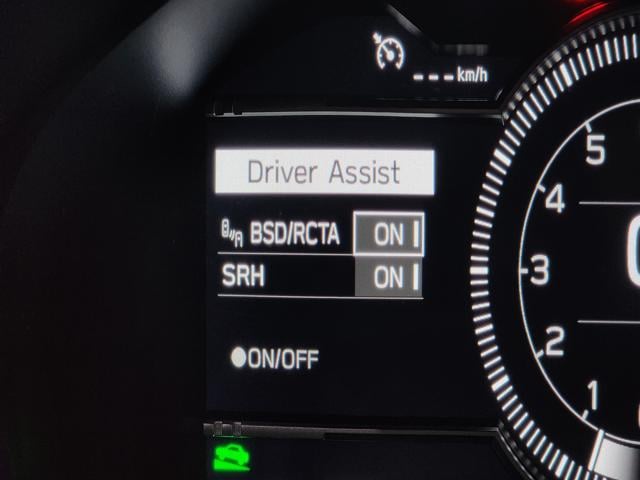 ---km/h
Driver Assist
BSD/RCTA ON
SRH ON
●ON/OFF
5
4
3
2
1